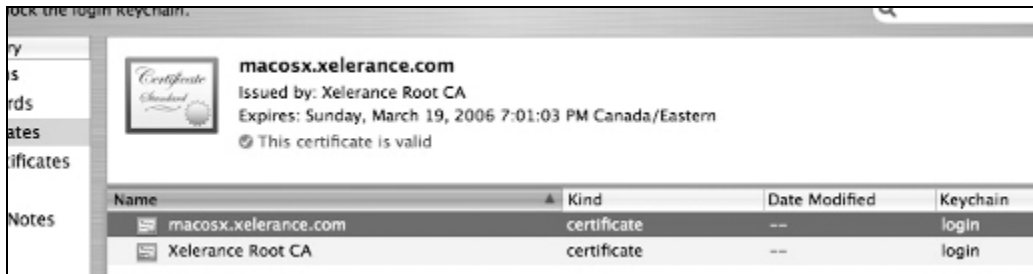 ock the login keychain.
ry
ns
rds
ates
ificates
Notes
Certificate
Standard
macosx.xelerance.com
Issued by: Xelerance Root CA
Expires: Sunday, March 19, 2006 7:01:03 PM Canada/Eastern
This certificate is valid
Name Kind Date Modified Keychain
macosx.xelerance.com certificate -- login
Xelerance Root CA certificate -- login